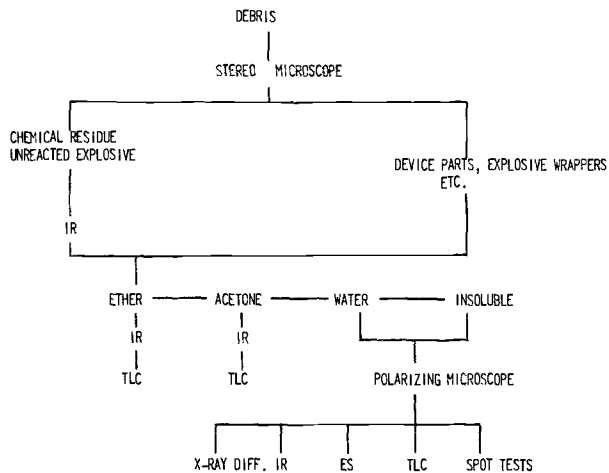 DEBRIS
STEREO MICROSCOPE
CHEMICAL RESIDUE
UNREACTED EXPLOSIVE
DEVICE PARTS, EXPLOSIVE WRAPPERS
ETC.
IR
ETHER ACETONE WATER INSOLUBLE
IR IR
TLC TLC POLARIZING MICROSCOPE
X-RAY DIFF. IR ES TLC SPOT TESTS